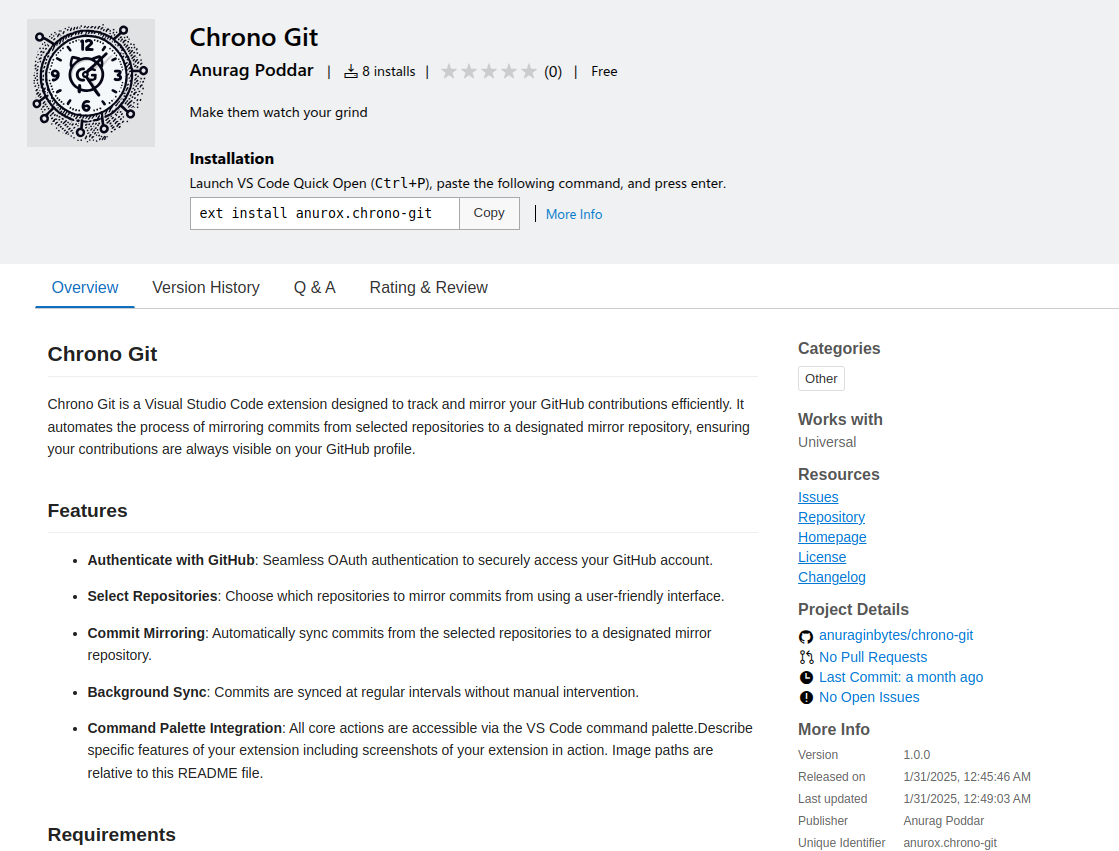 12
9
3
6
CG
Chrono Git
Anurag Poddar | 8 installs | (0) | Free
Make them watch your grind
Installation
Launch VS Code Quick Open (Ctrl+P), paste the following command, and press enter.
ext install anurox.chrono-git
Copy
More Info
Overview
Version History
Q & A
Rating & Review
Chrono Git
Chrono Git is a Visual Studio Code extension designed to track and mirror your GitHub contributions efficiently. It
automates the process of mirroring commits from selected repositories to a designated mirror repository, ensuring
your contributions are always visible on your GitHub profile.
Features
• Authenticate with GitHub: Seamless OAuth authentication to securely access your GitHub account.
• Select Repositories: Choose which repositories to mirror commits from using a user-friendly interface.
• Commit Mirroring: Automatically sync commits from the selected repositories to a designated mirror
repository.
• Background Sync: Commits are synced at regular intervals without manual intervention.
• Command Palette Integration: All core actions are accessible via the VS Code command palette.Describe
specific features of your extension including screenshots of your extension in action. Image paths are
relative to this README file.
Requirements
Categories
Other
Works with
Universal
Resources
Issues
Repository
Homepage
License
Changelog
Project Details
anuraginbytes/chrono-git
No Pull Requests
Last Commit: a month ago
No Open Issues
More Info
Version 1.0.0
Released on 1/31/2025, 12:45:46 AM
Last updated 1/31/2025, 12:49:03 AM
Publisher Anurag Poddar
Unique Identifier anurox.chrono-git